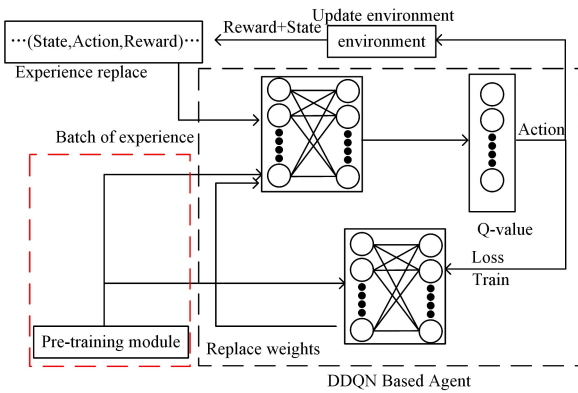 Update environment
Reward+State
···(State,Action,Reward)···
environment
Experience replace
Batch of experience
Action
Q-value
Loss
Train
Pre-training module
Replace weights
DDQN Based Agent